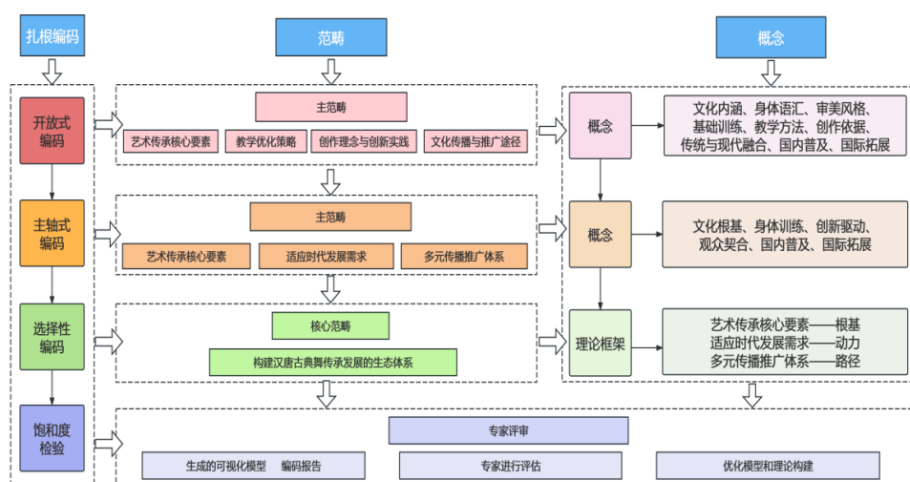 扎根编码
范畴
概念
开放式
编码
主范畴
艺术传承核心要素
教学优化策略
创作理念与创新实践
文化传播与推广途径
概念
文化内涵、身体语汇、审美风格、
基础训练、教学方法、创作依据、
传统与现代融合、国内普及、国际拓展
主轴式
编码
主范畴
艺术传承核心要素
适应时代发展需求
多元传播推广体系
概念
文化根基、身体训练、创新驱动、
观众契合、国内普及、国际拓展
选择性
编码
核心范畴
构建汉唐古典舞传承发展的生态体系
理论框架
艺术传承核心要素——根基
适应时代发展需求——动力
多元传播推广体系——路径
饱和度
检验
专家评审
生成的可视化模型 编码报告
专家进行评估
优化模型和理论构建